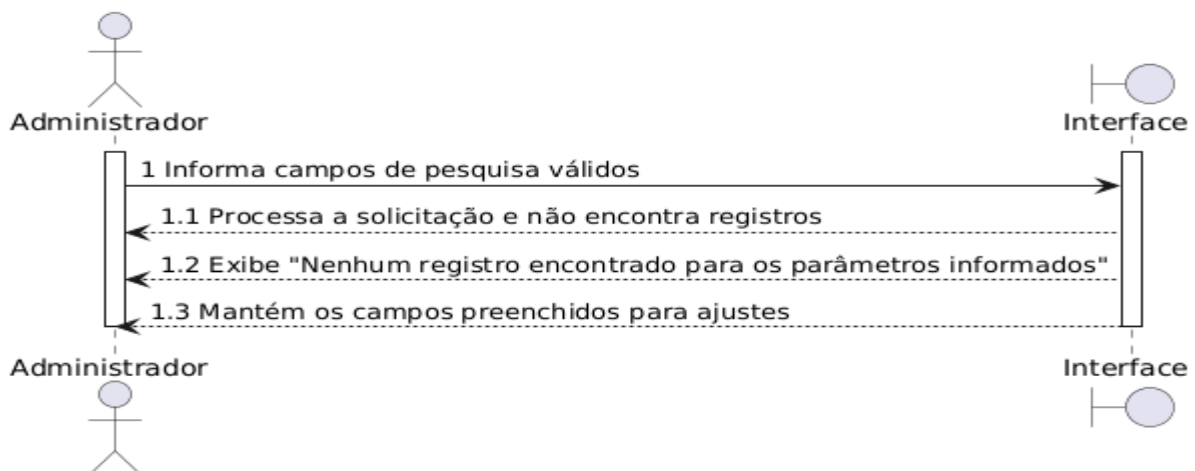 Administrador
Interface
1 Informa campos de pesquisa válidos
1.1 Processa a solicitação e não encontra registros
1.2 Exibe "Nenhum registro encontrado para os parâmetros informados"
1.3 Mantém os campos preenchidos para ajustes
Administrador
Interface